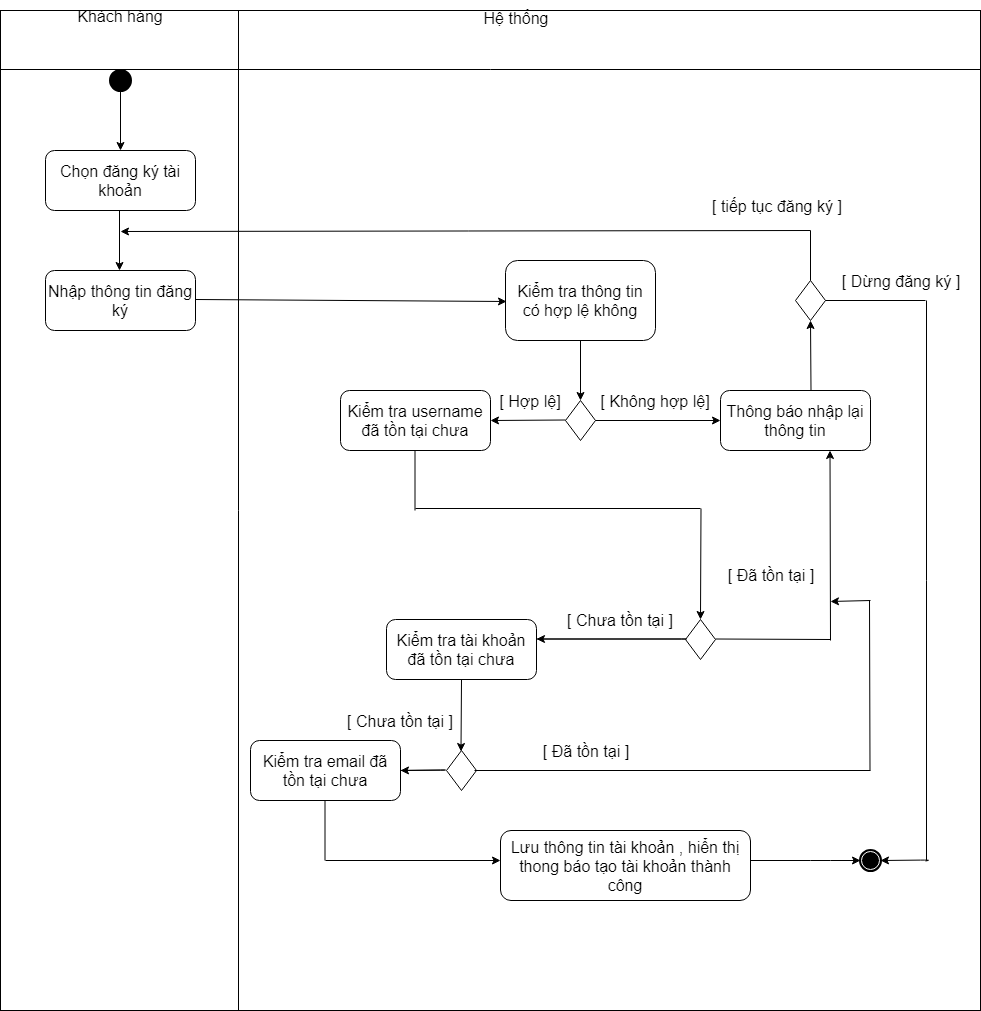 Khách hàng
Hệ thống
Chọn đăng ký tài
khoản
[ tiếp tục đăng ký ]
Nhập thông tin đăng
ký
Kiểm tra thông tin
có hợp lệ không
[ Dừng đăng ký ]
Kiểm tra username
đã tồn tại chưa
[ Hợp lệ]
[ Không hợp lệ]
Thông báo nhập lại
thông tin
[ Đã tồn tại ]
[ Chưa tồn tại ]
Kiểm tra tài khoản
đã tồn tại chưa
[ Chưa tồn tại ]
[ Đã tồn tại ]
Kiểm tra email đã
tồn tại chưa
Lưu thông tin tài khoản , hiển thị
thong báo tạo tài khoản thành
công